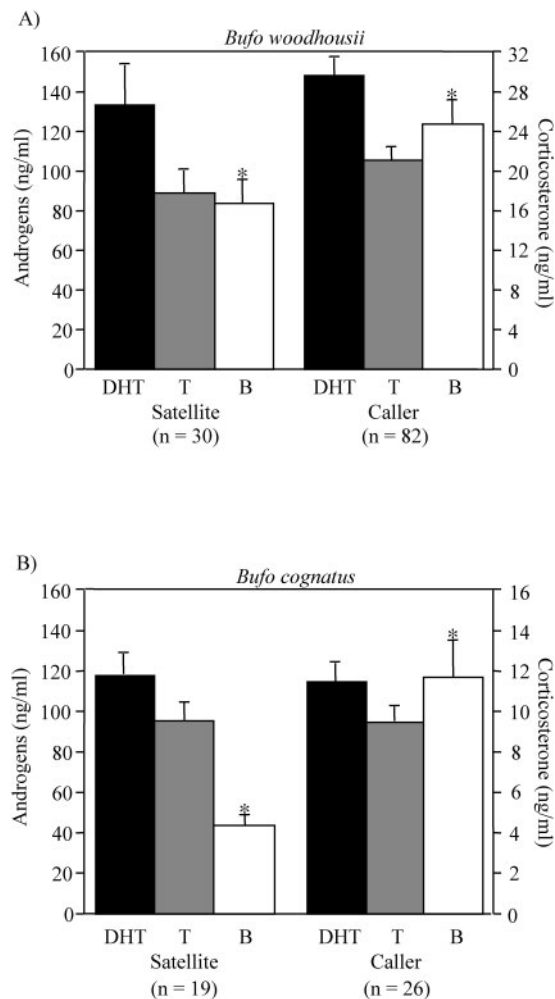 A)
Bufo woodhousii
Androgens (ng/ml)
160
140
120
100
80
60
40
20
0
32
28
24
21
16
12
8
4
0
Corticosterone (ng/ml)
*
*
DHT T B DHT T B
Satellite Caller
(n = 30) (n = 82)
B)
Bufo cognatus
Androgens (ng/ml)
160
140
120
100
80
60
40
20
0
16
14
12
10
8
6
4
2
0
Corticosterone (ng/ml)
*
*
DHT T B DHT T B
Satellite Caller
(n = 19) (n = 26)